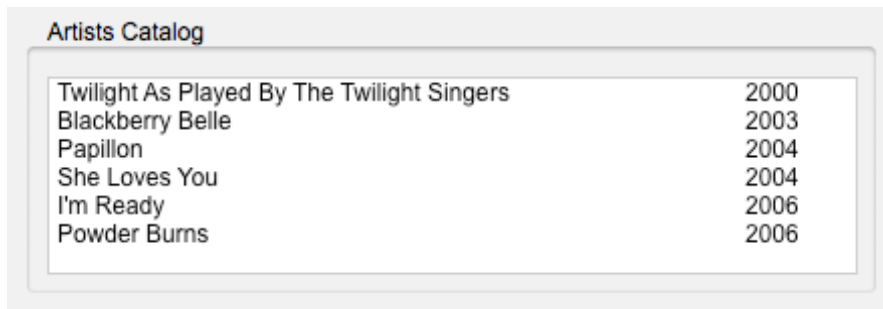 Artists Catalog
Twilight As Played By The Twilight Singers 2000
Blackberry Belle 2003
Papillon 2004
She Loves You 2004
I'm Ready 2006
Powder Burns 2006